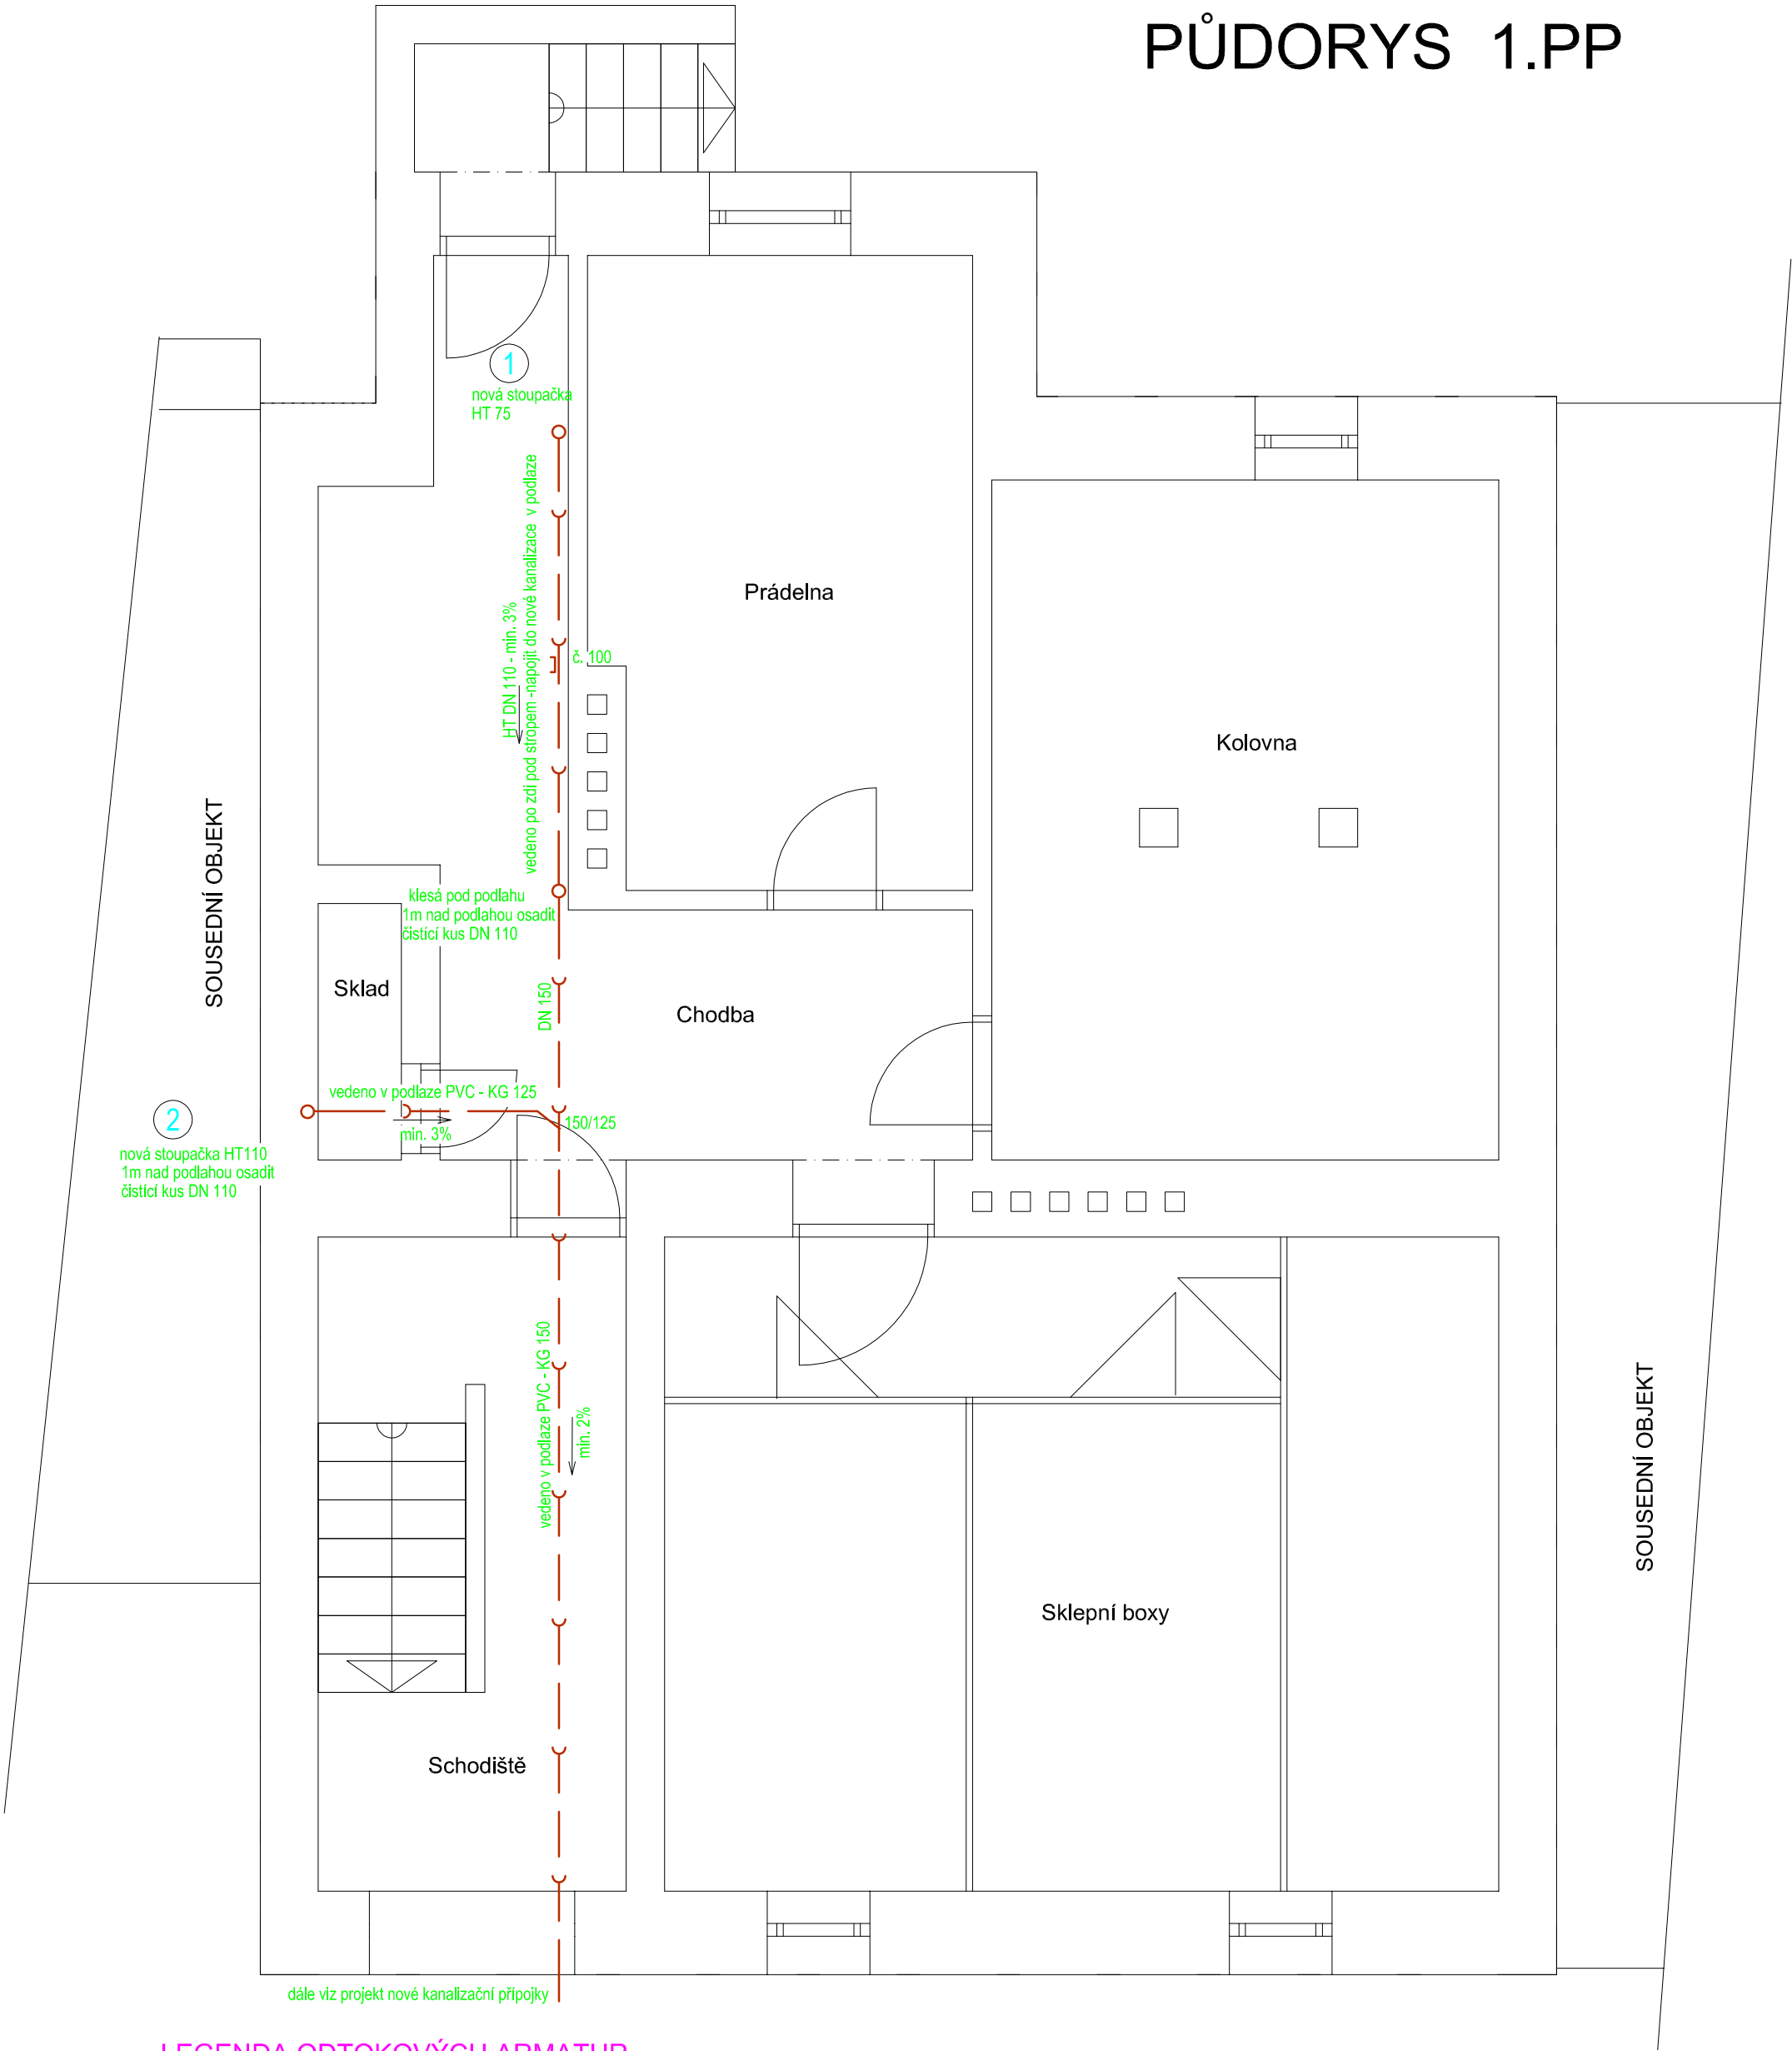 PŮDORYS 1.PP
1
nová stoupačka
HT 75
HT DN 110 - min. 3%
vedeno po zdi pod stropem -napojit do nové kanalizace v podlaze
č. 100
Prádelna
Kolovna
SOUSEDNÍ OBJEKT
klesá pod podlahu
1m nad podlahou osadit
čistící kus DN 110
Sklad
DN 150
Chodba
vedeno v podlaze PVC - KG 125
min. 3%
150/125
2
nová stoupačka HT110
1m nad podlahou osadit
čistící kus DN 110
vedeno v podlaze PVC - KG 150
min. 2%
SOUSEDNÍ OBJEKT
Sklepní boxy
Schodiště
dále viz projekt nové kanalizační přípojky
LEGENDA ODTOKOVÝCH ARMATUR